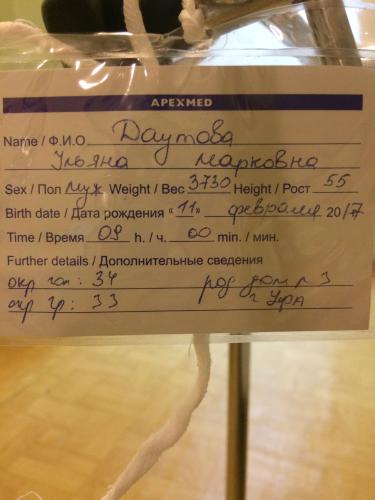 APEXMED
Name / Ф.И.О Даутова
Ульяна Марковна
Sex / Пол муж Weight / Вес 3730 Height / Рост 55
Birth date / Дата рождения "11" февраля 2017
Time / Время 09 h. / ч. 00 min. / мин.
Further details / Дополнительные сведения
окр гол : 34 род дом № 3
окр гр : 33 г Уфа